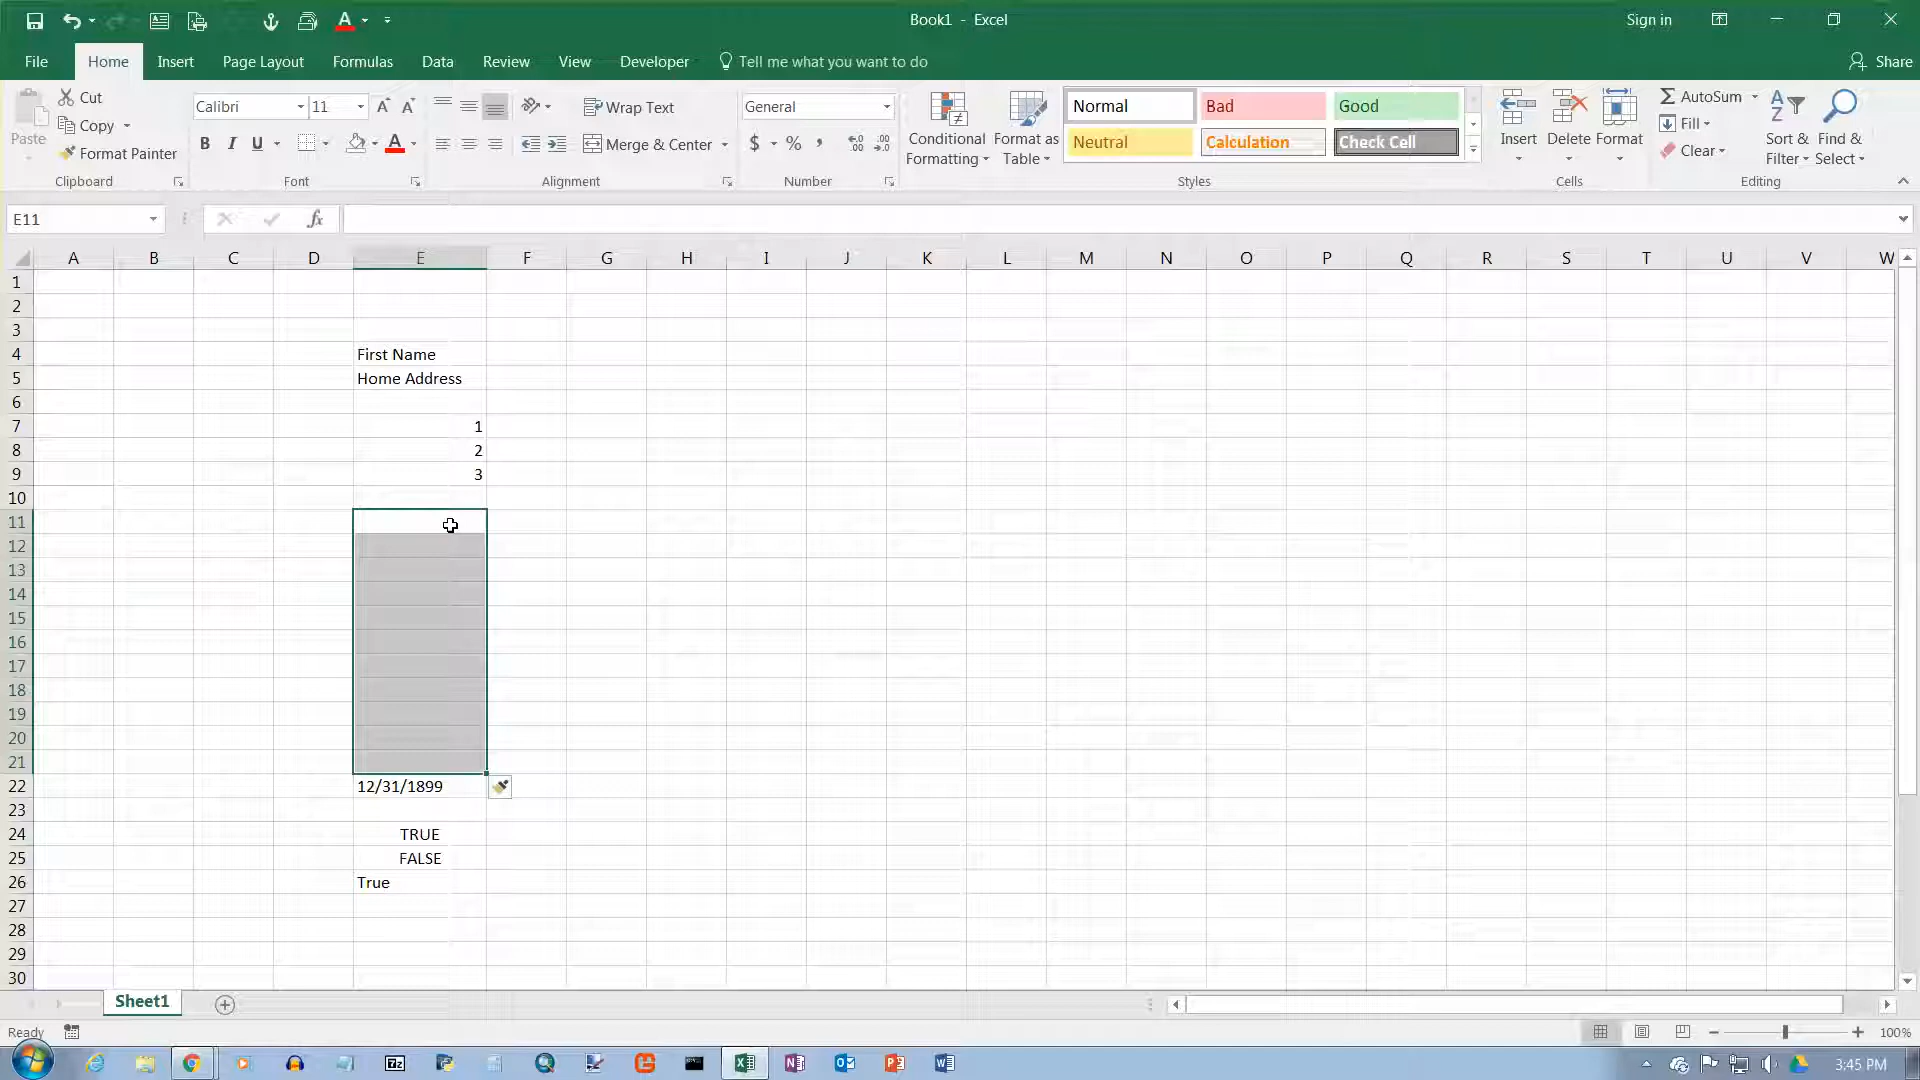 Book1 - Excel
Sign in
File Home Insert Page Layout Formulas Data Review View Developer Tell me what you want to do Share
Paste
Cut
Copy
Format Painter
Clipboard
Calibri 11
B I U
Font
Wrap Text
Merge & Center
Alignment
General
$ % ,
Number
Conditional Formatting
Format as Table
Normal Bad Good
Neutral Calculation Check Cell
Styles
Insert Delete Format
Cells
AutoSum
Fill
Clear
Sort & Filter
Find & Select
Editing
E11 fx
A B C D E F G H I J K L M N O P Q R S T U V W
1
2
3
4 First Name
5 Home Address
6
7 1
8 2
9 3
10
11
12
13
14
15
16
17
18
19
20
21
22 12/31/1899
23
24 TRUE
25 FALSE
26 True
27
28
29
30
Sheet1
Ready 100%
3:45 PM